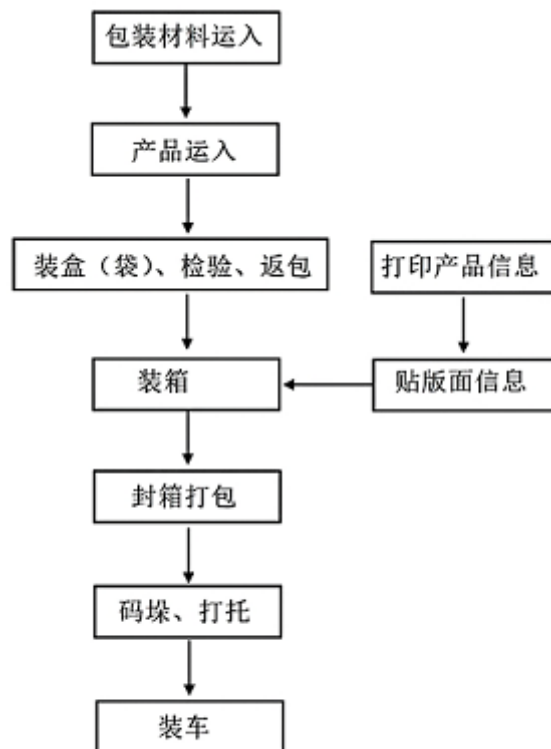 包装材料运入
产品运入
装盒（袋）、检验、返包
打印产品信息
装箱
贴版面信息
封箱打包
码垛、打托
装车